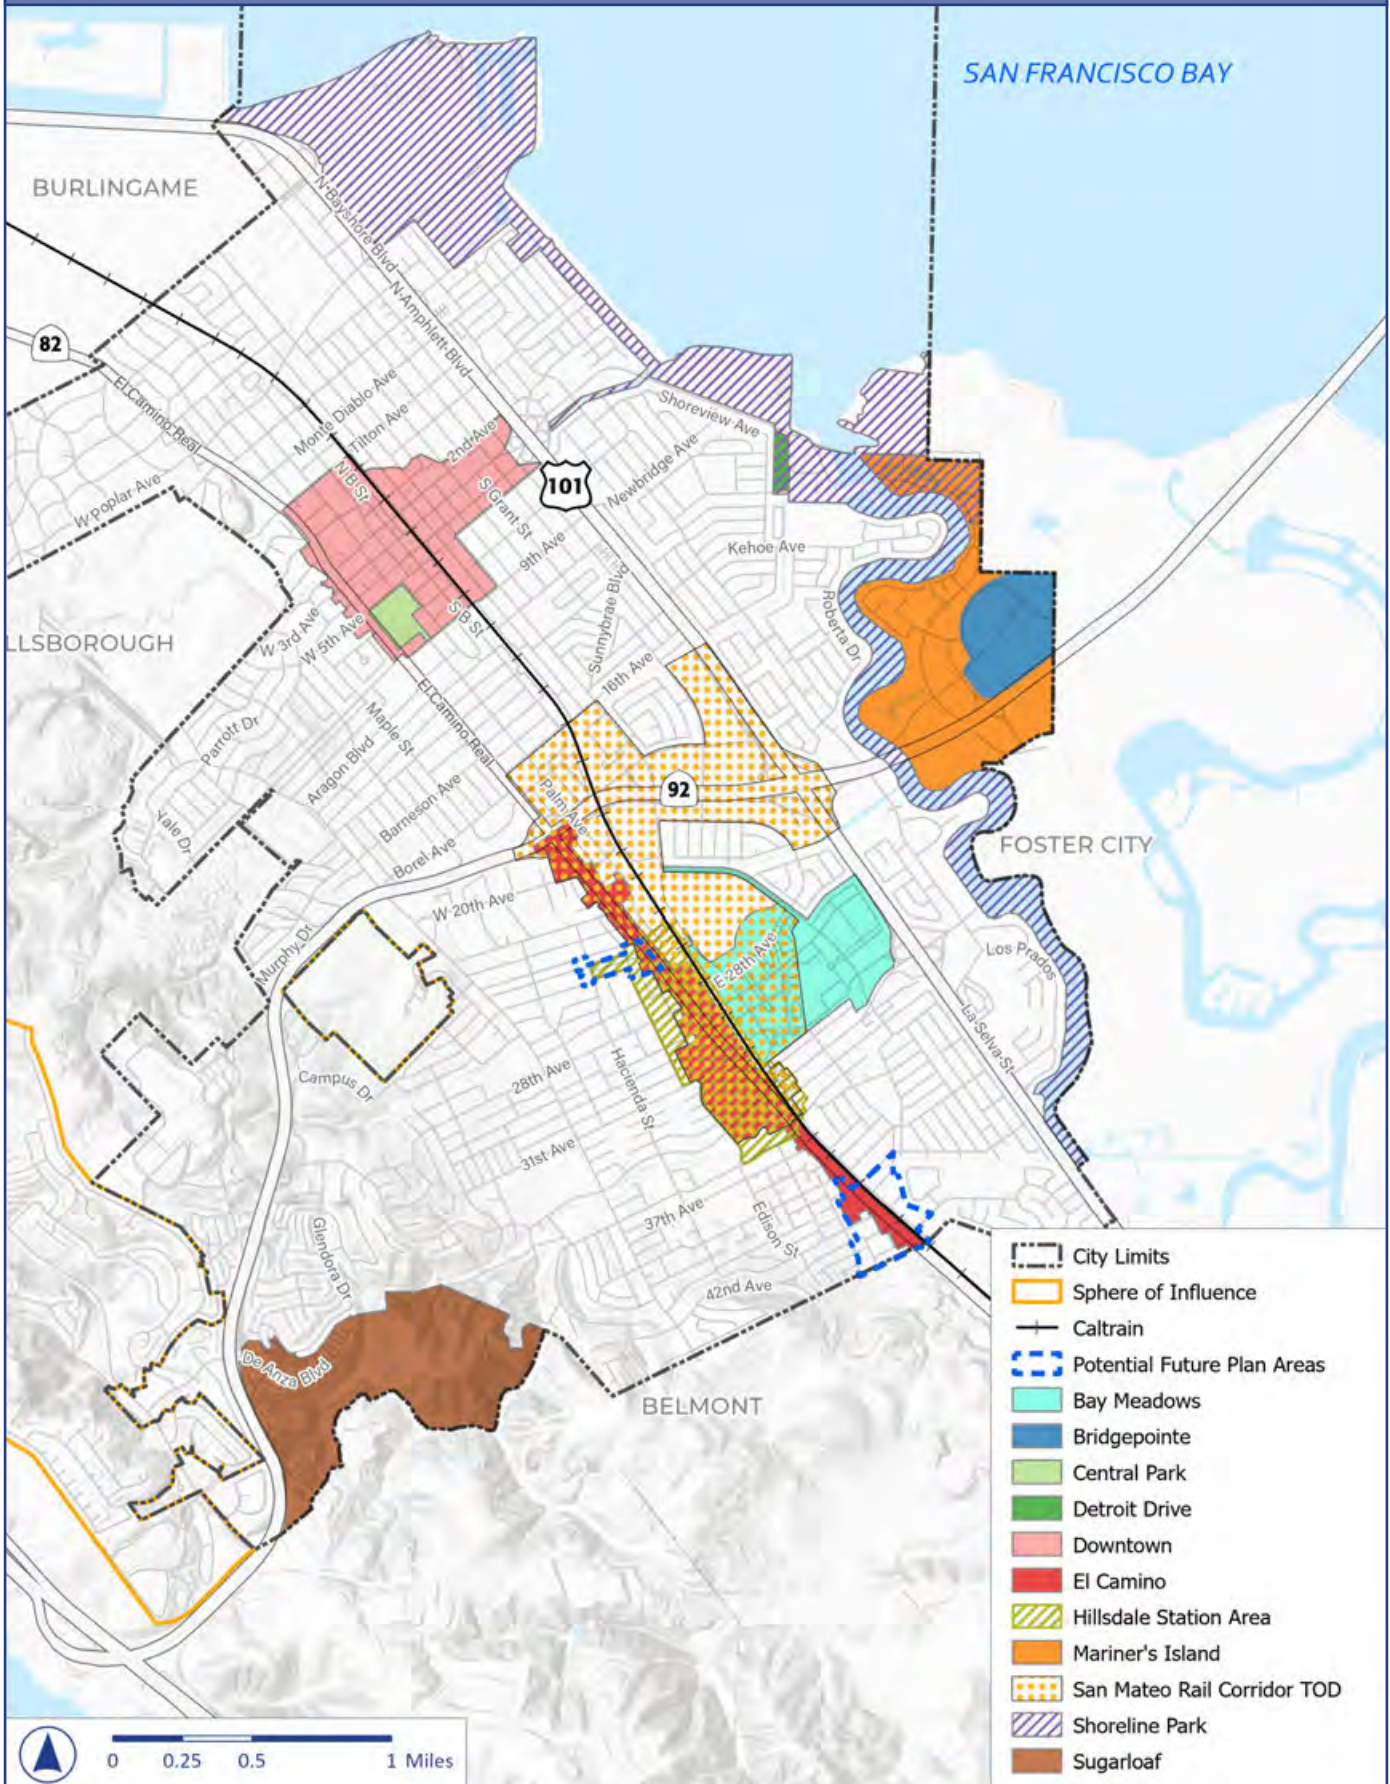 SAN FRANCISCO BAY
BURLINGAME
N Bayshore Blvd
N Amphlett Blvd
82
El Camino Real
Monte Diablo Ave
Tilton Ave
2nd Ave
Shoreview Ave
N B St
101
Newbridge Ave
W Poplar Ave
S Grant St
9th Ave
Kehoe Ave
Sunnybrae Blvd
Roberta Dr
S B St
W 3rd Ave
W 5th Ave
LLSBOROUGH
16th Ave
El Camino Real
Maple St
Parrott Dr
Aragon Blvd
Palm Ave
92
Barneson Ave
Yale Dr
Borel Ave
FOSTER CITY
W 20th Ave
Murphy Dr
E 28th Ave
Los Prados
La Selva St
Campus Dr
28th Ave
Hacienda St
31st Ave
37th Ave
Edison St
Glendora Dr
42nd Ave
De Anza Blvd
BELMONT
City Limits
Sphere of Influence
Caltrain
Potential Future Plan Areas
Bay Meadows
Bridgepointe
Central Park
Detroit Drive
Downtown
El Camino
Hillsdale Station Area
Mariner's Island
San Mateo Rail Corridor TOD
Shoreline Park
Sugarloaf
0 0.25 0.5 1 Miles